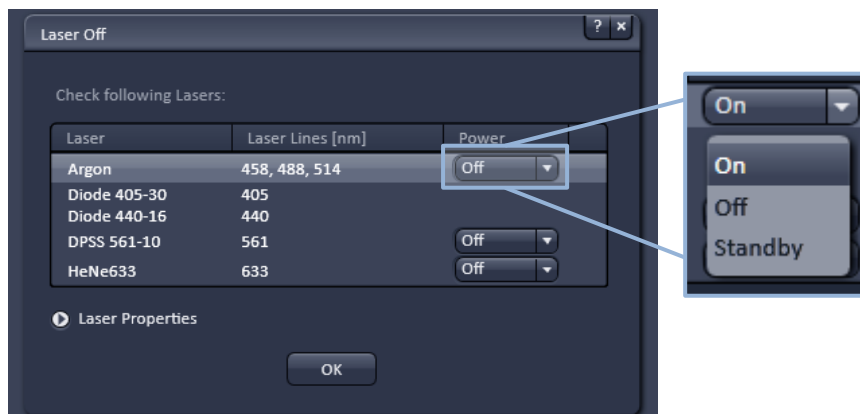 Laser Off
? ×
Check following Lasers:
Laser Laser Lines [nm] Power
Argon 458, 488, 514 Off
Diode 405-30 405
Diode 440-16 440
DPSS 561-10 561 Off
HeNe633 633 Off
Laser Properties
OK
On
On
Off
Standby